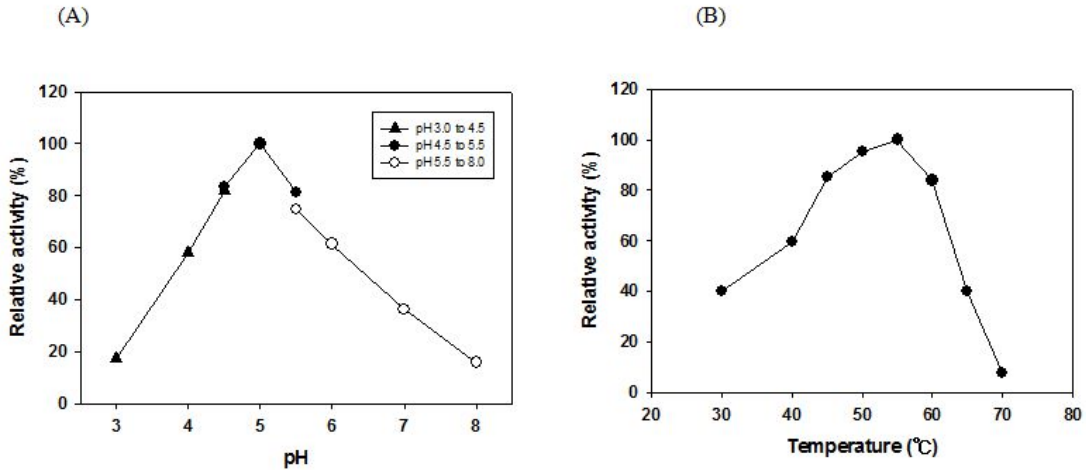 (A)
(B)
120
100
80
60
40
20
0
Relative activity (%)
pH 3.0 to 4.5
pH 4.5 to 5.5
pH 5.5 to 8.0
3 4 5 6 7 8
pH
120
100
80
60
40
20
0
Relative activity (%)
20 30 40 50 60 70 80
Temperature (℃)